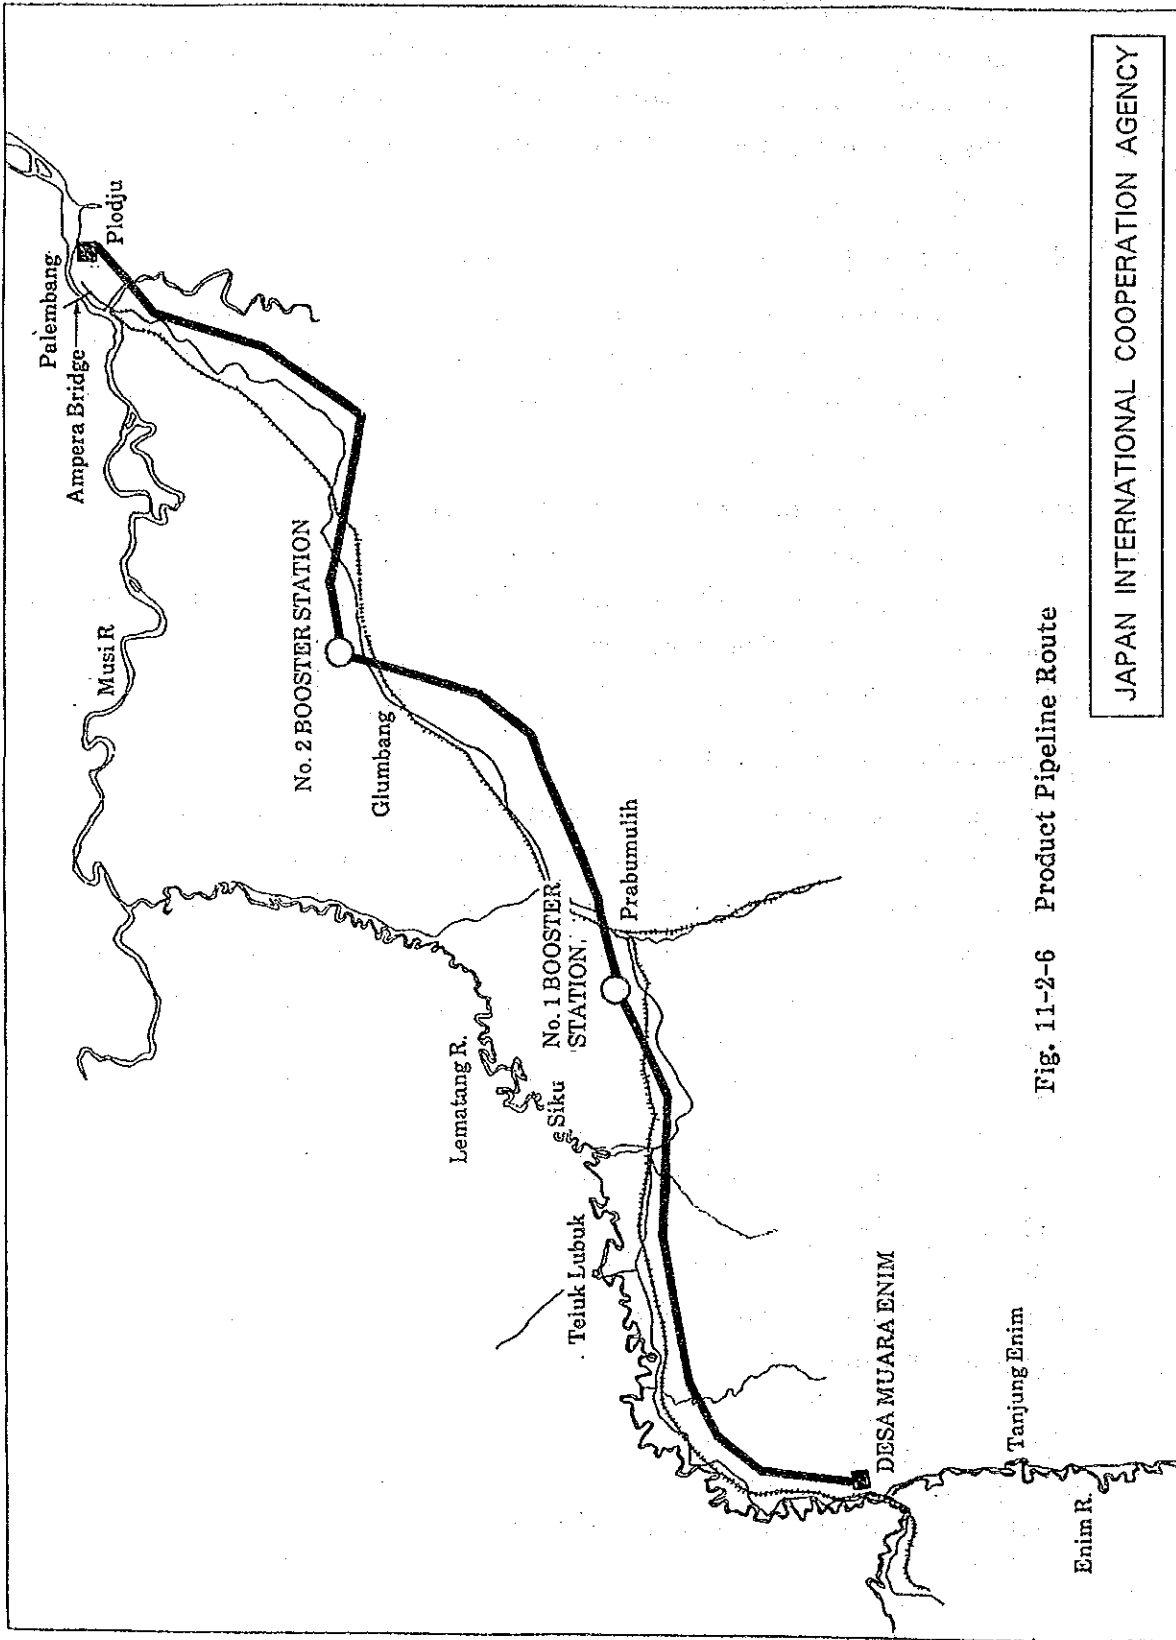 Palembang
Ampera Bridge
Plodju
Musi R
No. 2 BOOSTER STATION
Glumbang
Lematang R.
No. 1 BOOSTER
STATION
Prabumulih
Siku
Teluk Lubuk
DESA MUARA ENIM
Tanjung Enim
Enim R.
Fig. 11-2-6 Product Pipeline Route
JAPAN INTERNATIONAL COOPERATION AGENCY